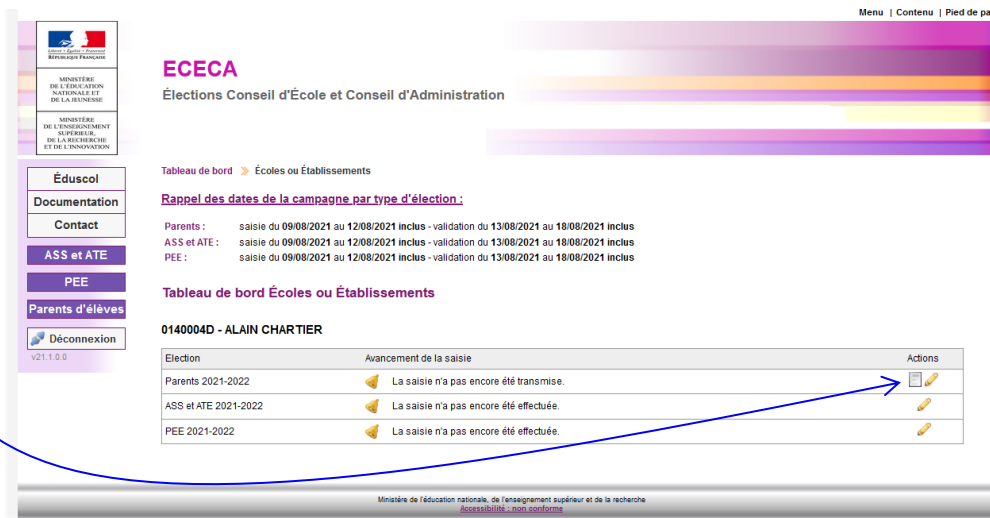 Menu | Contenu | Pied de pa
Liberté • Égalité • Fraternité
RÉPUBLIQUE FRANÇAISE
MINISTÈRE
DE L'ÉDUCATION
NATIONALE ET
DE LA JEUNESSE
MINISTÈRE
DE L'ENSEIGNEMENT
SUPÉRIEUR,
DE LA RECHERCHE
ET DE L'INNOVATION
ECECA
Élections Conseil d'École et Conseil d'Administration
Éduscol
Documentation
Contact
ASS et ATE
PEE
Parents d'élèves
Déconnexion
v21.1.0.0
Tableau de bord » Écoles ou Établissements
Rappel des dates de la campagne par type d'élection :
Parents : saisie du 09/08/2021 au 12/08/2021 inclus - validation du 13/08/2021 au 18/08/2021 inclus
ASS et ATE : saisie du 09/08/2021 au 12/08/2021 inclus - validation du 13/08/2021 au 18/08/2021 inclus
PEE : saisie du 09/08/2021 au 12/08/2021 inclus - validation du 13/08/2021 au 18/08/2021 inclus
Tableau de bord Écoles ou Établissements
0140004D - ALAIN CHARTIER
Election Avancement de la saisie Actions
Parents 2021-2022 La saisie n'a pas encore été transmise.
ASS et ATE 2021-2022 La saisie n'a pas encore été effectuée.
PEE 2021-2022 La saisie n'a pas encore été effectuée.
Ministère de l'éducation nationale, de l'enseignement supérieur et de la recherche
Accessibilité : non conforme